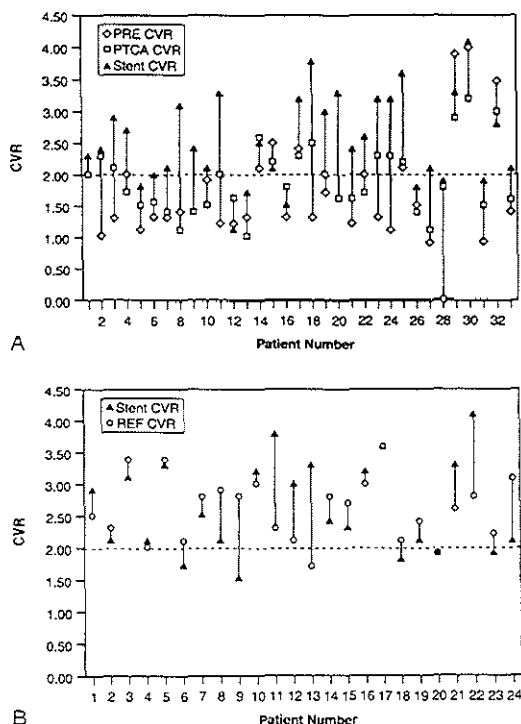 4.50
4.00
3.50
3.00
2.50
2.00
1.50
1.00
0.50
0.00
CVR
PRE CVR
PTCA CVR
Stent CVR
2 4 6 8 10 12 14 16 18 20 22 24 26 28 30 32
Patient Number
A
4.50
4.00
3.50
3.00
2.50
2.00
1.50
1.00
0.50
0.00
CVR
Stent CVR
REF CVR
1 2 3 4 5 6 7 8 9 10 11 12 13 14 15 16 17 18 19 20 21 22 23 24
Patient Number
B